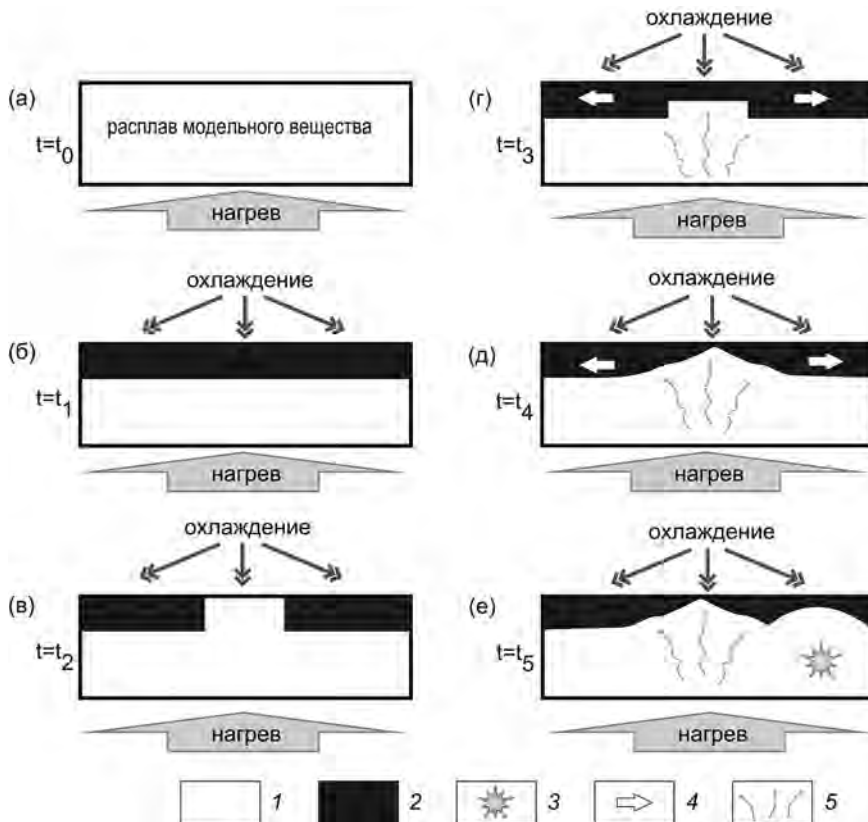 охлаждение
(а)
расплав модельного вещества
t=t0
нагрев
охлаждение
(б)
t=t1
нагрев
охлаждение
(в)
t=t2
нагрев
охлаждение
(г)
t=t3
нагрев
охлаждение
(д)
t=t4
нагрев
охлаждение
(е)
t=t5
нагрев
1 2 3 4 5